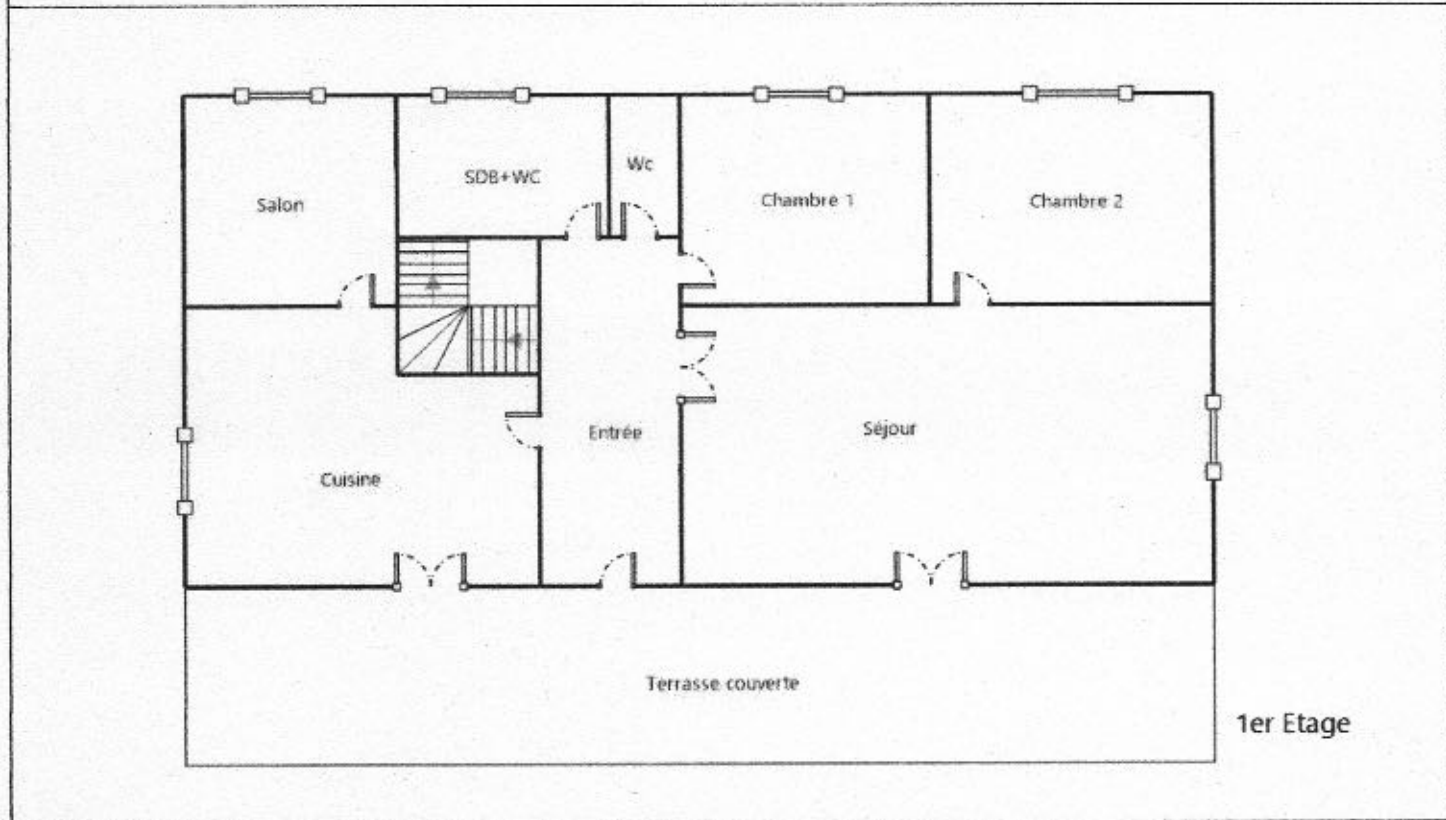 Salon
SDB+WC
Wc
Chambre 1
Chambre 2
Cuisine
Entrée
Séjour
Terrasse couverte
1er Etage